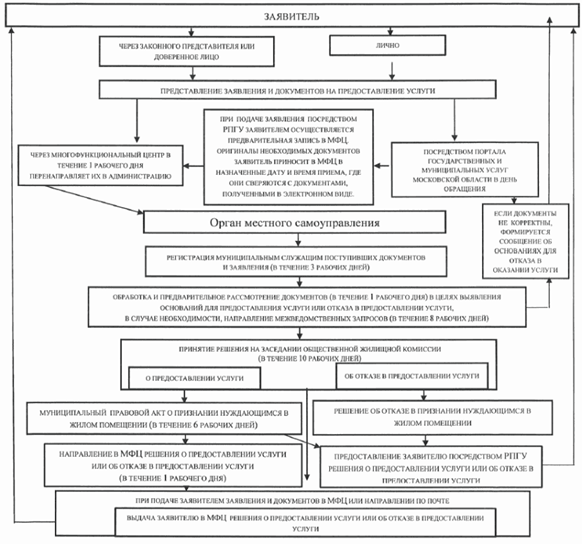 ЗАЯВИТЕЛЬ
ЧЕРЕЗ ЗАКОННОГО ПРЕДСТАВИТЕЛЯ ИЛИ
ДОВЕРЕННОЕ ЛИЦО
ЛИЧНО
ПРЕДСТАВЛЕНИЕ ЗАЯВЛЕНИЯ И ДОКУМЕНТОВ НА ПРЕДОСТАВЛЕНИЕ УСЛУГИ
ПРИ ПОДАЧЕ ЗАЯВЛЕНИЯ ПОСРЕДСТВОМ
РПГУ ЗАЯВИТЕЛЕМ ОСУЩЕСТВЛЯЕТСЯ
ПРЕДВАРИТЕЛЬНАЯ ЗАПИСЬ В МФЦ.
ОРИГИНАЛЫ НЕОБХОДИМЫХ ДОКУМЕНТОВ
ЗАЯВИТЕЛЬ ПРИНОСИТ В МФЦ В
НАЗНАЧЕННЫЕ ДАТУ И ВРЕМЯ ПРИЕМА, ГДЕ
ОНИ СВЕРЯЮТСЯ С ДОКУМЕНТАМИ,
ПОЛУЧЕННЫМИ В ЭЛЕКТРОННОМ ВИДЕ.
ЧЕРЕЗ МНОГОФУНКЦИОНАЛЬНЫЙ ЦЕНТР В
ТЕЧЕНИЕ 1 РАБОЧЕГО ДНЯ
ПЕРЕНАПРАВЛЯЕТ ИХ В АДМИНИСТРАЦИЮ
ПОСРЕДСТВОМ ПОРТАЛА
ГОСУДАРСТВЕННЫХ И
МУНИЦИПАЛЬНЫХ УСЛУГ
МОСКОВСКОЙ ОБЛАСТИ В ДЕНЬ
ОБРАЩЕНИЯ
ЕСЛИ ДОКУМЕНТЫ
НЕ КОРРЕКТНЫ,
ФОРМИРУЕТСЯ
СООБЩЕНИЕ ОБ
ОСНОВАНИЯХ ДЛЯ
ОТКАЗА В
ОКАЗАНИИ УСЛУГИ
Орган местного самоуправления
РЕГИСТРАЦИЯ МУНИЦИПАЛЬНЫМ СЛУЖАЩИМ ПОСТУПИВШИХ ДОКУМЕНТОВ
И ЗАЯВЛЕНИЯ (В ТЕЧЕНИЕ 3 РАБОЧИХ ДНЕЙ)
ОБРАБОТКА И ПРЕДВАРИТЕЛЬНОЕ РАССМОТРЕНИЕ ДОКУМЕНТОВ (В ТЕЧЕНИЕ 1 РАБОЧЕГО ДНЯ) В ЦЕЛЯХ ВЫЯВЛЕНИЯ
ОСНОВАНИЙ ДЛЯ ПРЕДОСТАВЛЕНИЯ УСЛУГИ ИЛИ ОТКАЗА В ПРЕДОСТАВЛЕНИЕ УСЛУГИ,
В СЛУЧАЕ НЕОБХОДИМОСТИ, НАПРАВЛЕНИЕ МЕЖВЕДОМСТВЕННЫХ ЗАПРОСОВ (В ТЕЧЕНИЕ 8 РАБОЧИХ ДНЕЙ)
ПРИНЯТИЕ РЕШЕНИЯ НА ЗАСЕДАНИИ ОБЩЕСТВЕННОЙ ЖИЛИЩНОЙ КОМИССИИ
(В ТЕЧЕНИЕ 10 РАБОЧИХ ДНЕЙ)
О ПРЕДОСТАВЛЕНИИ УСЛУГИ
ОБ ОТКАЗЕ В ПРЕДОСТАВЛЕНИИ УСЛУГИ
МУНИЦИПАЛЬНЫЙ ПРАВОВОЙ АКТ О ПРИЗНАНИИ НУЖДАЮЩИМСЯ В
ЖИЛОМ ПОМЕЩЕНИИ (В ТЕЧЕНИЕ 6 РАБОЧИХ ДНЕЙ)
РЕШЕНИЕ ОБ ОТКАЗЕ В ПРИЗНАНИИ НУЖДАЮЩИМСЯ В
ЖИЛОМ ПОМЕЩЕНИИ
НАПРАВЛЕНИЕ В МФЦ РЕШЕНИЯ О ПРЕДОСТАВЛЕНИИ УСЛУГИ
ИЛИ ОБ ОТКАЗЕ В ПРЕДОСТАВЛЕНИИ УСЛУГИ
(В ТЕЧЕНИЕ 1 РАБОЧЕГО ДНЯ)
ПРЕДОСТАВЛЕНИЕ ЗАЯВИТЕЛЮ ПОСРЕДСТВОМ РПГУ
РЕШЕНИЯ О ПРЕДОСТАВЛЕНИИ УСЛУГИ ИЛИ ОБ ОТКАЗЕ В
ПРЕДОСТАВЛЕНИИ УСЛУГИ
ПРИ ПОДАЧЕ ЗАЯВИТЕЛЕМ ЗАЯВЛЕНИЯ И ДОКУМЕНТОВ В МФЦ ИЛИ НАПРАВЛЕНИИ ПО ПОЧТЕ
ВЫДАЧА ЗАЯВИТЕЛЮ В МФЦ РЕШЕНИЯ О ПРЕДОСТАВЛЕНИИ УСЛУГИ ИЛИ ОБ ОТКАЗЕ В ПРЕДОСТАВЛЕНИИ
УСЛУГИ